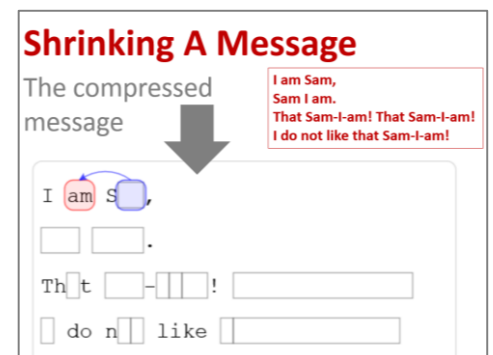 Shrinking A Message
The compressed
message
I am Sam,
Sam I am.
That Sam-I-am! That Sam-I-am!
I do not like that Sam-I-am!
I am S ,
.
Th t - !
do n like